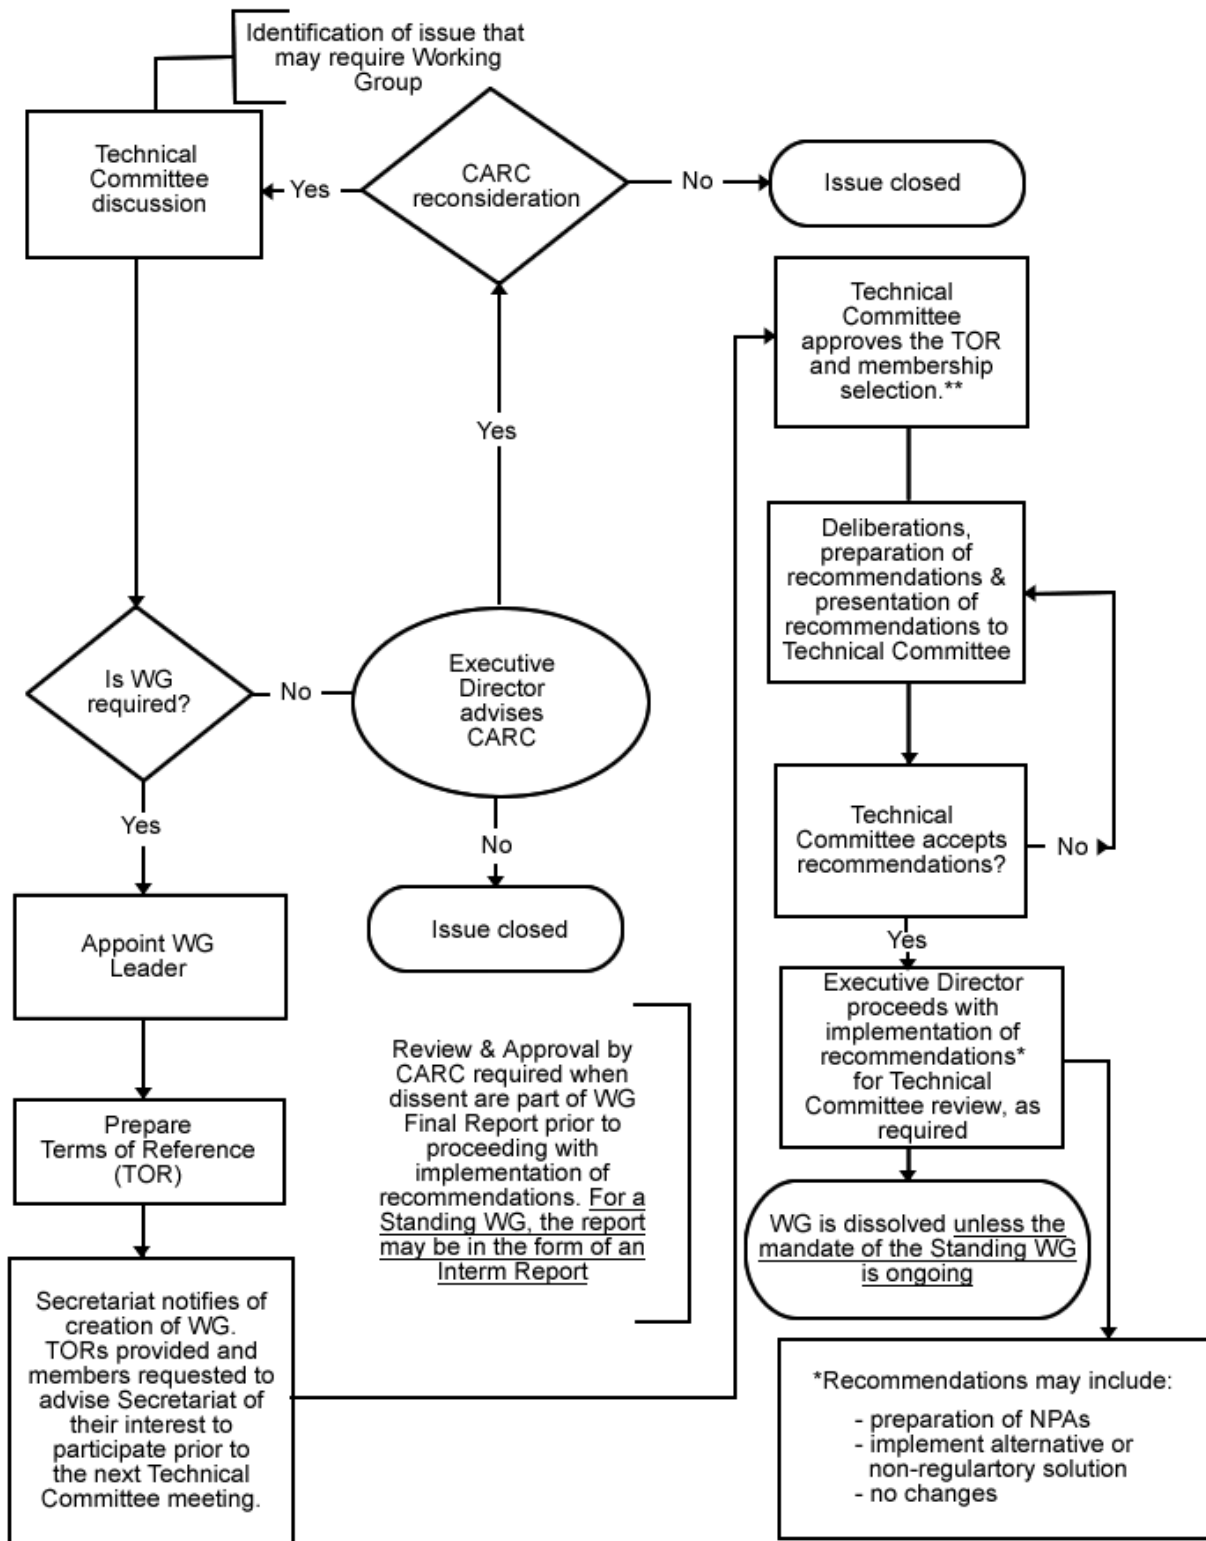 Identification of issue that
may require Working
Group
Technical
Committee
discussion
Yes
CARC
reconsideration
No
Issue closed
Technical
Committee
approves the TOR
and membership
selection.**
Yes
Deliberations,
preparation of
recommendations &
presentation of
recommendations to
Technical Committee
Is WG
required?
No
Executive
Director
advises
CARC
Yes
No
Technical
Committee accepts
recommendations?
No
Appoint WG
Leader
Issue closed
Yes
Executive Director
proceeds with
implementation of
recommendations*
for Technical
Committee review, as
required
Review & Approval by
CARC required when
dissent are part of WG
Final Report prior to
proceeding with
implementation of
recommendations. For a
Standing WG, the report
may be in the form of an
Interm Report
Prepare
Terms of Reference
(TOR)
WG is dissolved unless the
mandate of the Standing WG
is ongoing
Secretariat notifies of
creation of WG.
TORs provided and
members requested to
advise Secretariat of
their interest to
participate prior to
the next Technical
Committee meeting.
*Recommendations may include:
- preparation of NPAs
- implement alternative or
non-regulartory solution
- no changes